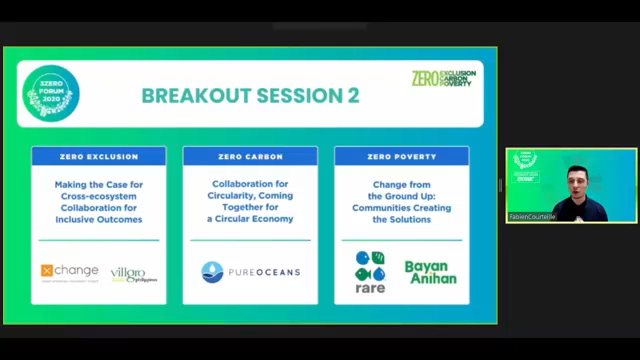 3ZERO
FORUM
2020
BREAKOUT SESSION 2
ZERO EXCLUSION
CARBON
POVERTY
ZERO EXCLUSION
Making the Case for
Cross-ecosystem
Collaboration for
Inclusive Outcomes
xchange
villgro
philippines
ZERO CARBON
Collaboration for
Circularity, Coming
Together for
a Circular Economy
PUREOCEANS
ZERO POVERTY
Change from
the Ground Up:
Communities Creating
the Solutions
rare
Bayan
Anihan
FabienCourteille